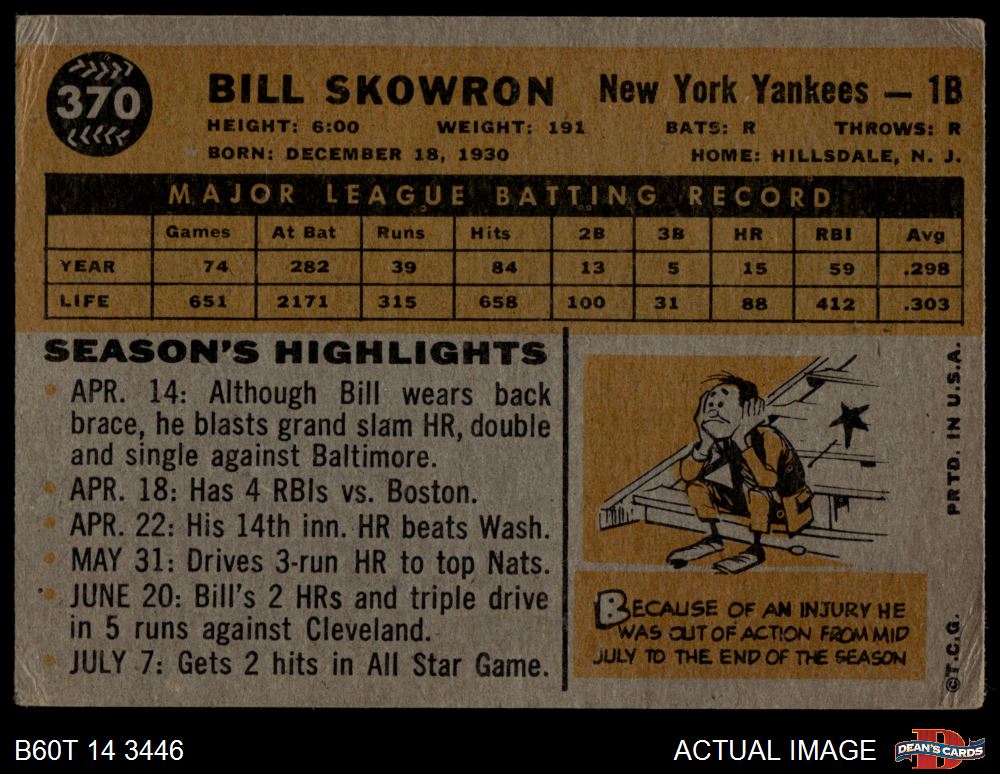 370
BILL SKOWRON New York Yankees — 1B
HEIGHT: 6:00 WEIGHT: 191 BATS: R THROWS: R
BORN: DECEMBER 18, 1930 HOME: HILLSDALE, N. J.
MAJOR LEAGUE BATTING RECORD
Games At Bat Runs Hits 2B 3B HR RBI Avg
YEAR 74 282 39 84 13 5 15 59 .298
LIFE 651 2171 315 658 100 31 88 412 .303
SEASON'S HIGHLIGHTS
• APR. 14: Although Bill wears back
brace, he blasts grand slam HR, double
and single against Baltimore.
• APR. 18: Has 4 RBIs vs. Boston.
• APR. 22: His 14th inn. HR beats Wash.
• MAY 31: Drives 3-run HR to top Nats.
• JUNE 20: Bill's 2 HRs and triple drive
in 5 runs against Cleveland.
• JULY 7: Gets 2 hits in All Star Game.
BECAUSE OF AN INJURY HE
WAS OUT OF ACTION FROM MID
JULY TO THE END OF THE SEASON
©T.C.G. PRTD. IN U.S.A.
B60T 14 3446 ACTUAL IMAGE
DEAN'S CARDS